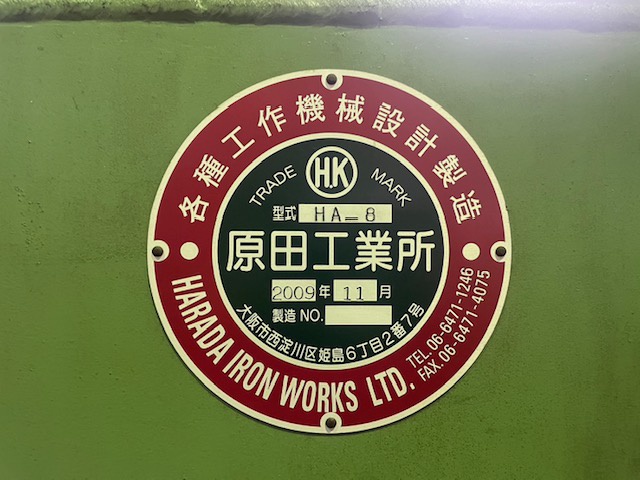 各種工作機械設計製造
TRADE H.K MARK
型式 HA-8
原田工業所
2009年 11月
製造 NO.
大阪市西淀川区姫島6丁目2番7号
HARADA IRON WORKS LTD.
TEL.06-6471-1246
FAX.06-6471-4075